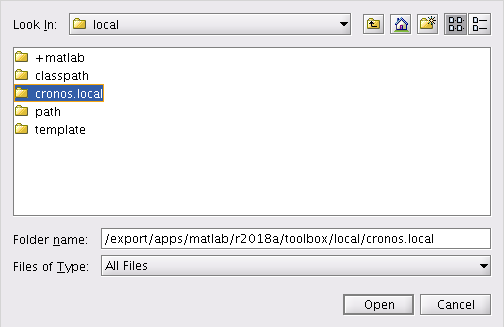 Look In: local
+matlab
classpath
cronos.local
path
template
Folder name: /export/apps/matlab/r2018a/toolbox/local/cronos.local
Files of Type: All Files
Open Cancel